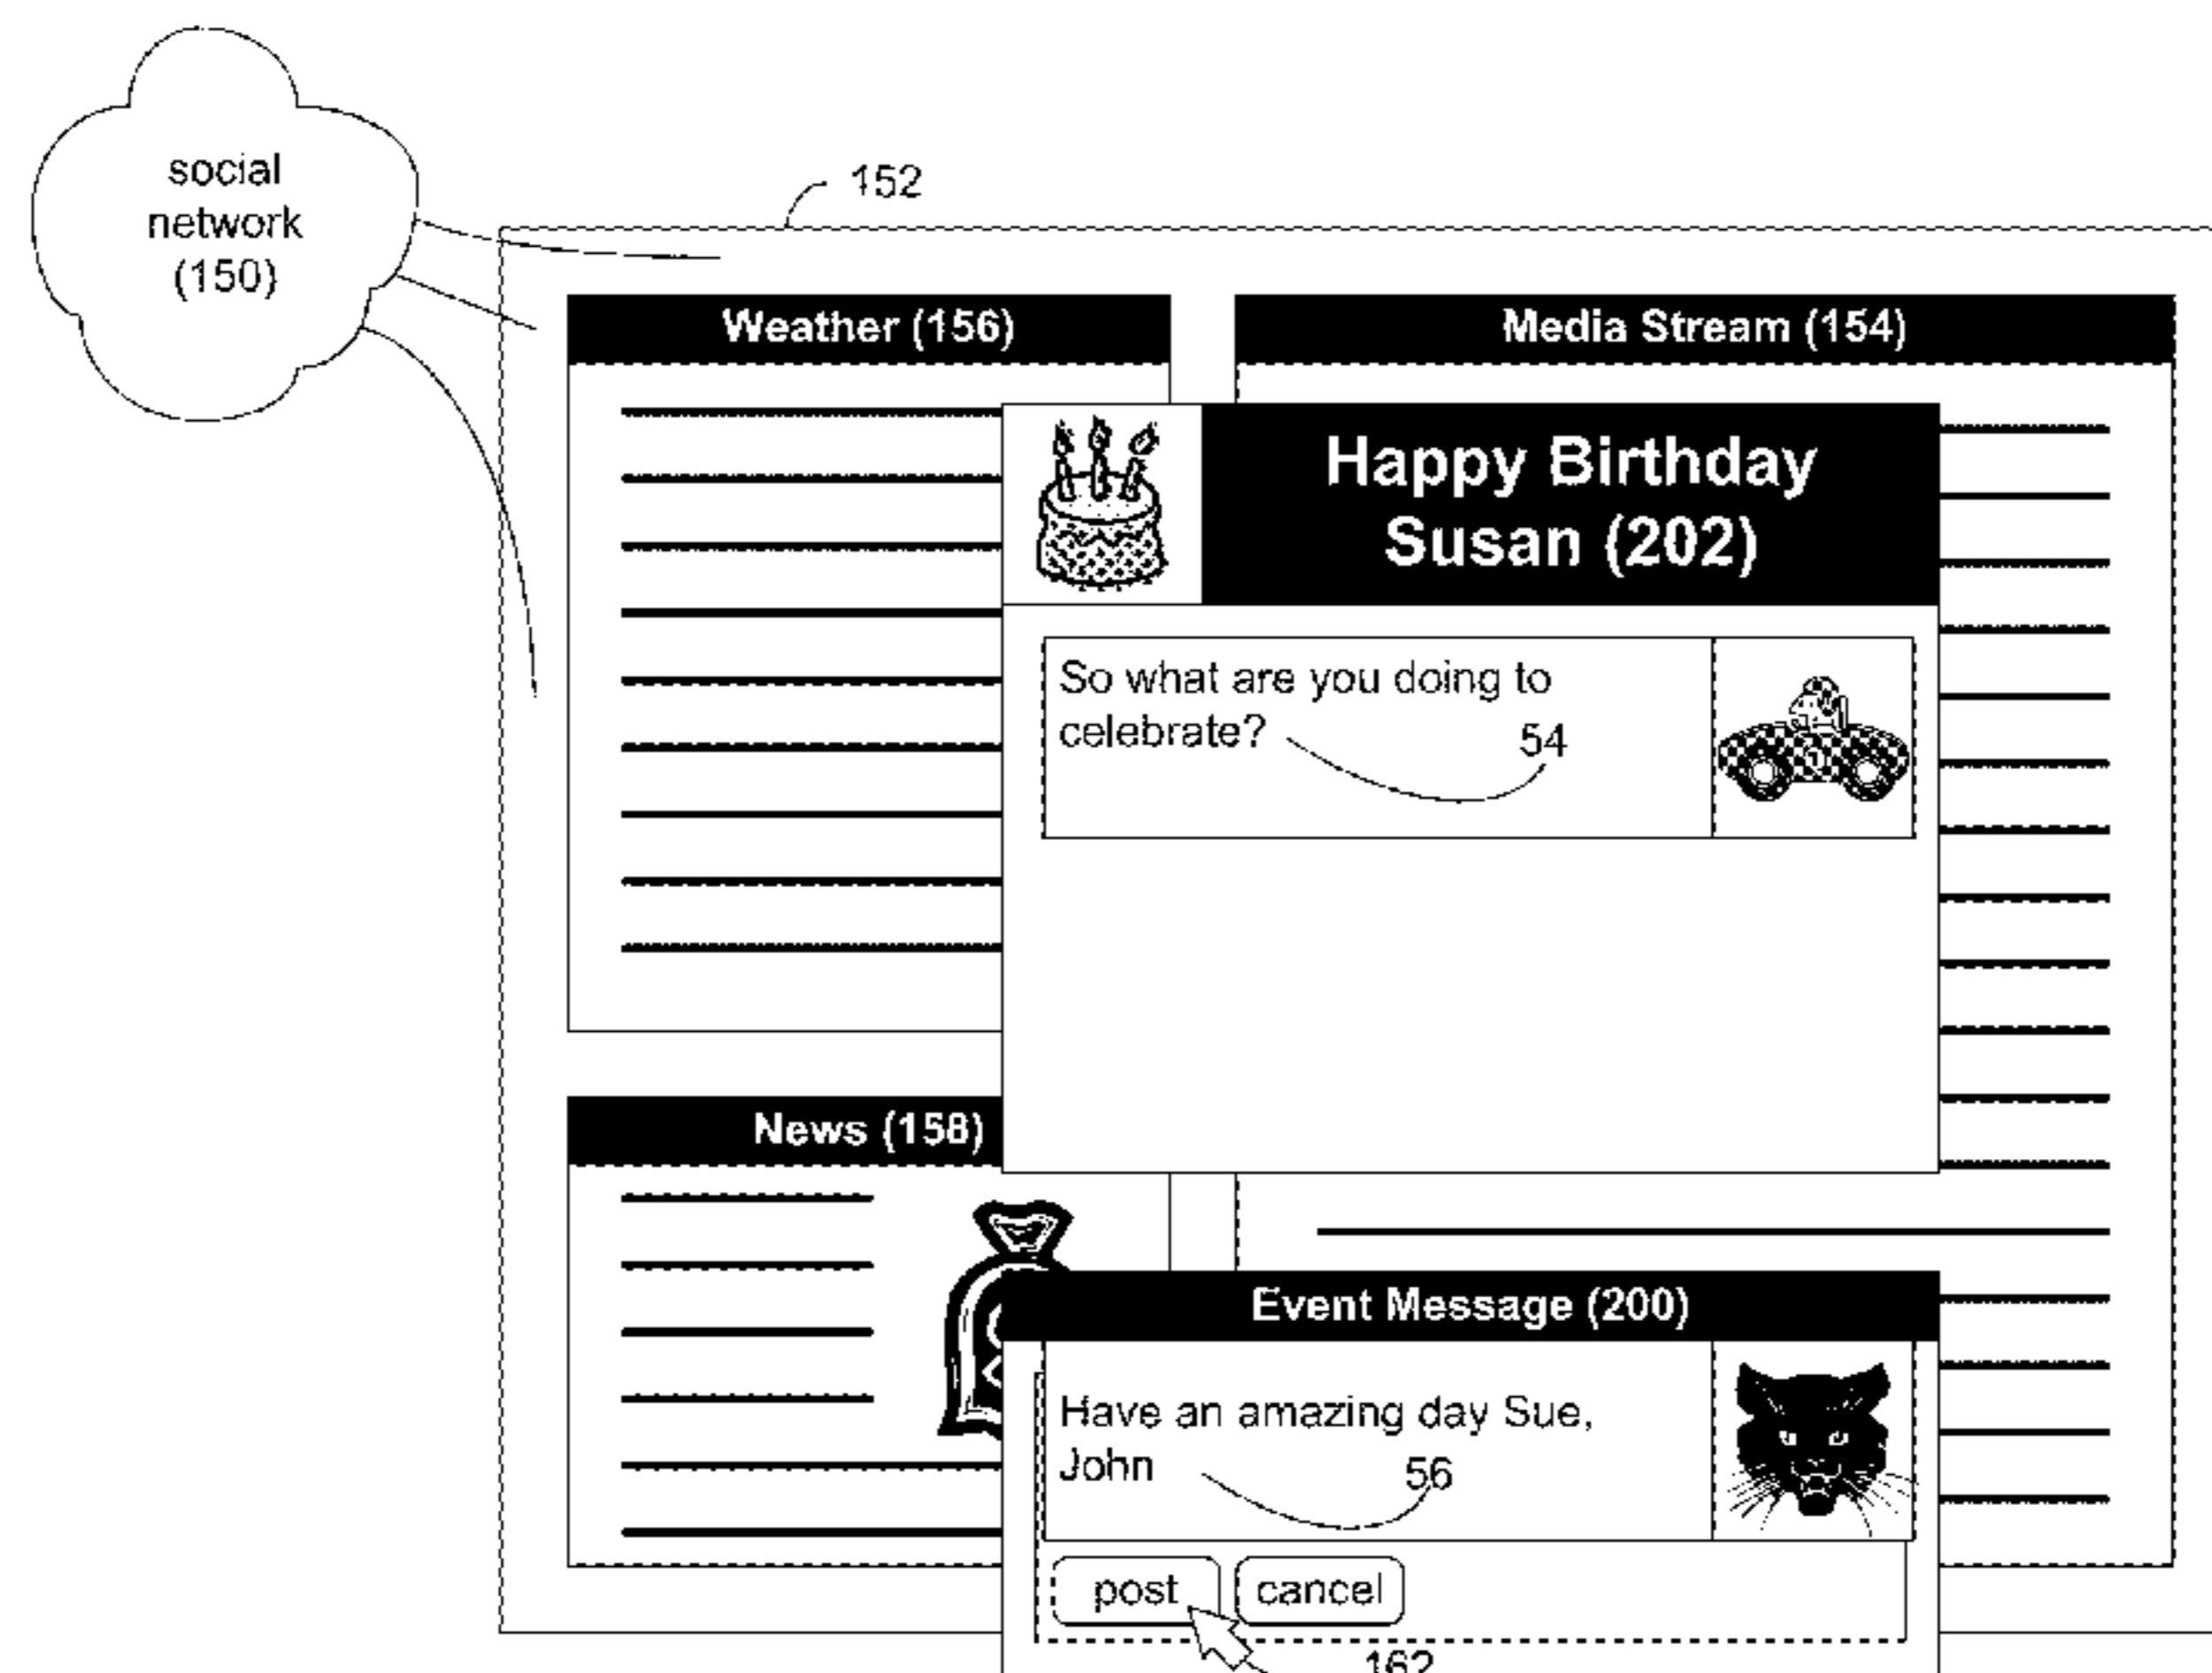 social
network
(150)
152
Weather (156)
Media Stream (154)
Happy Birthday
Susan (202)
So what are you doing to
celebrate?
54
News (158)
Event Message (200)
Have an amazing day Sue,
John
56
post
cancel
162